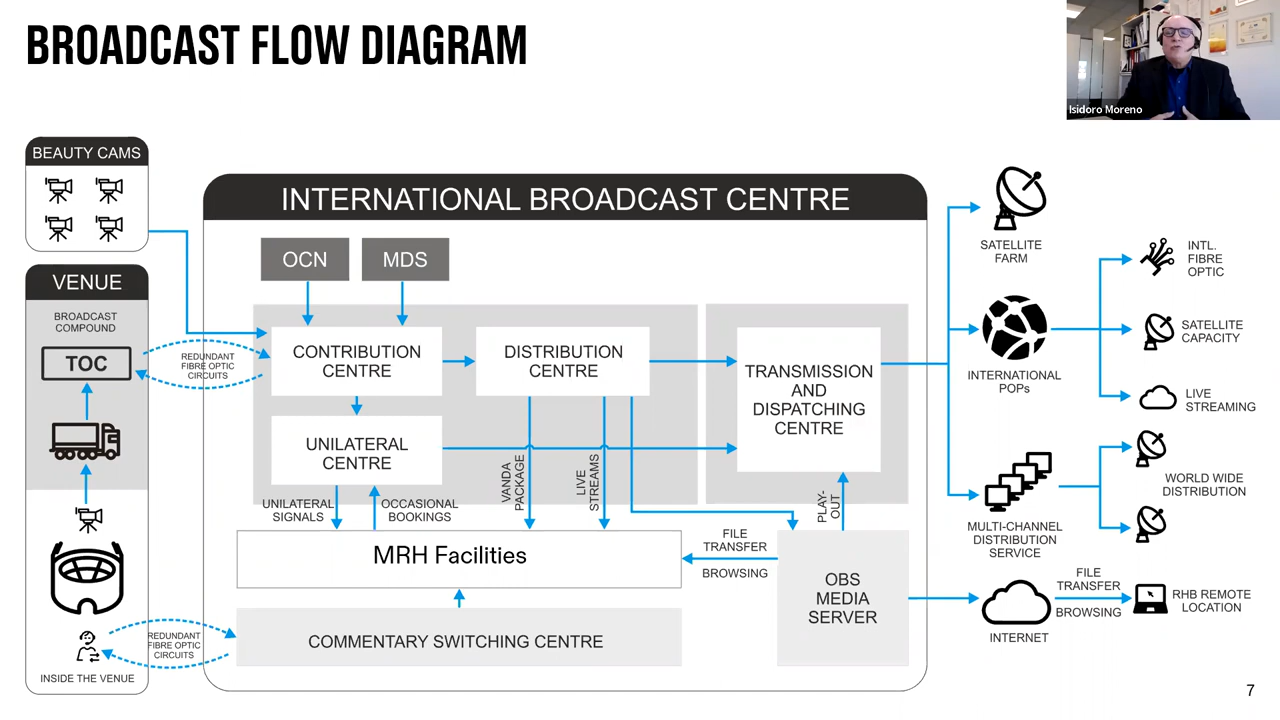 BROADCAST FLOW DIAGRAM
Isidoro Moreno
BEAUTY CAMS
VENUE
BROADCAST
COMPOUND
TOC
REDUNDANT
FIBRE OPTIC
CIRCUITS
INSIDE THE VENUE
REDUNDANT
FIBRE OPTIC
CIRCUITS
INTERNATIONAL BROADCAST CENTRE
OCN
MDS
CONTRIBUTION
CENTRE
DISTRIBUTION
CENTRE
TRANSMISSION
AND
DISPATCHING
CENTRE
UNILATERAL
CENTRE
UNILATERAL
SIGNALS
OCCASIONAL
BOOKINGS
VANDA
PACKAGE
LIVE
STREAMS
PLAY-
OUT
MRH Facilities
FILE
TRANSFER
BROWSING
OBS
MEDIA
SERVER
COMMENTARY SWITCHING CENTRE
SATELLITE
FARM
INTERNATIONAL
POPs
INTL.
FIBRE
OPTIC
SATELLITE
CAPACITY
LIVE
STREAMING
MULTI-CHANNEL
DISTRIBUTION
SERVICE
WORLD WIDE
DISTRIBUTION
INTERNET
FILE
TRANSFER
BROWSING
RHB REMOTE
LOCATION
7